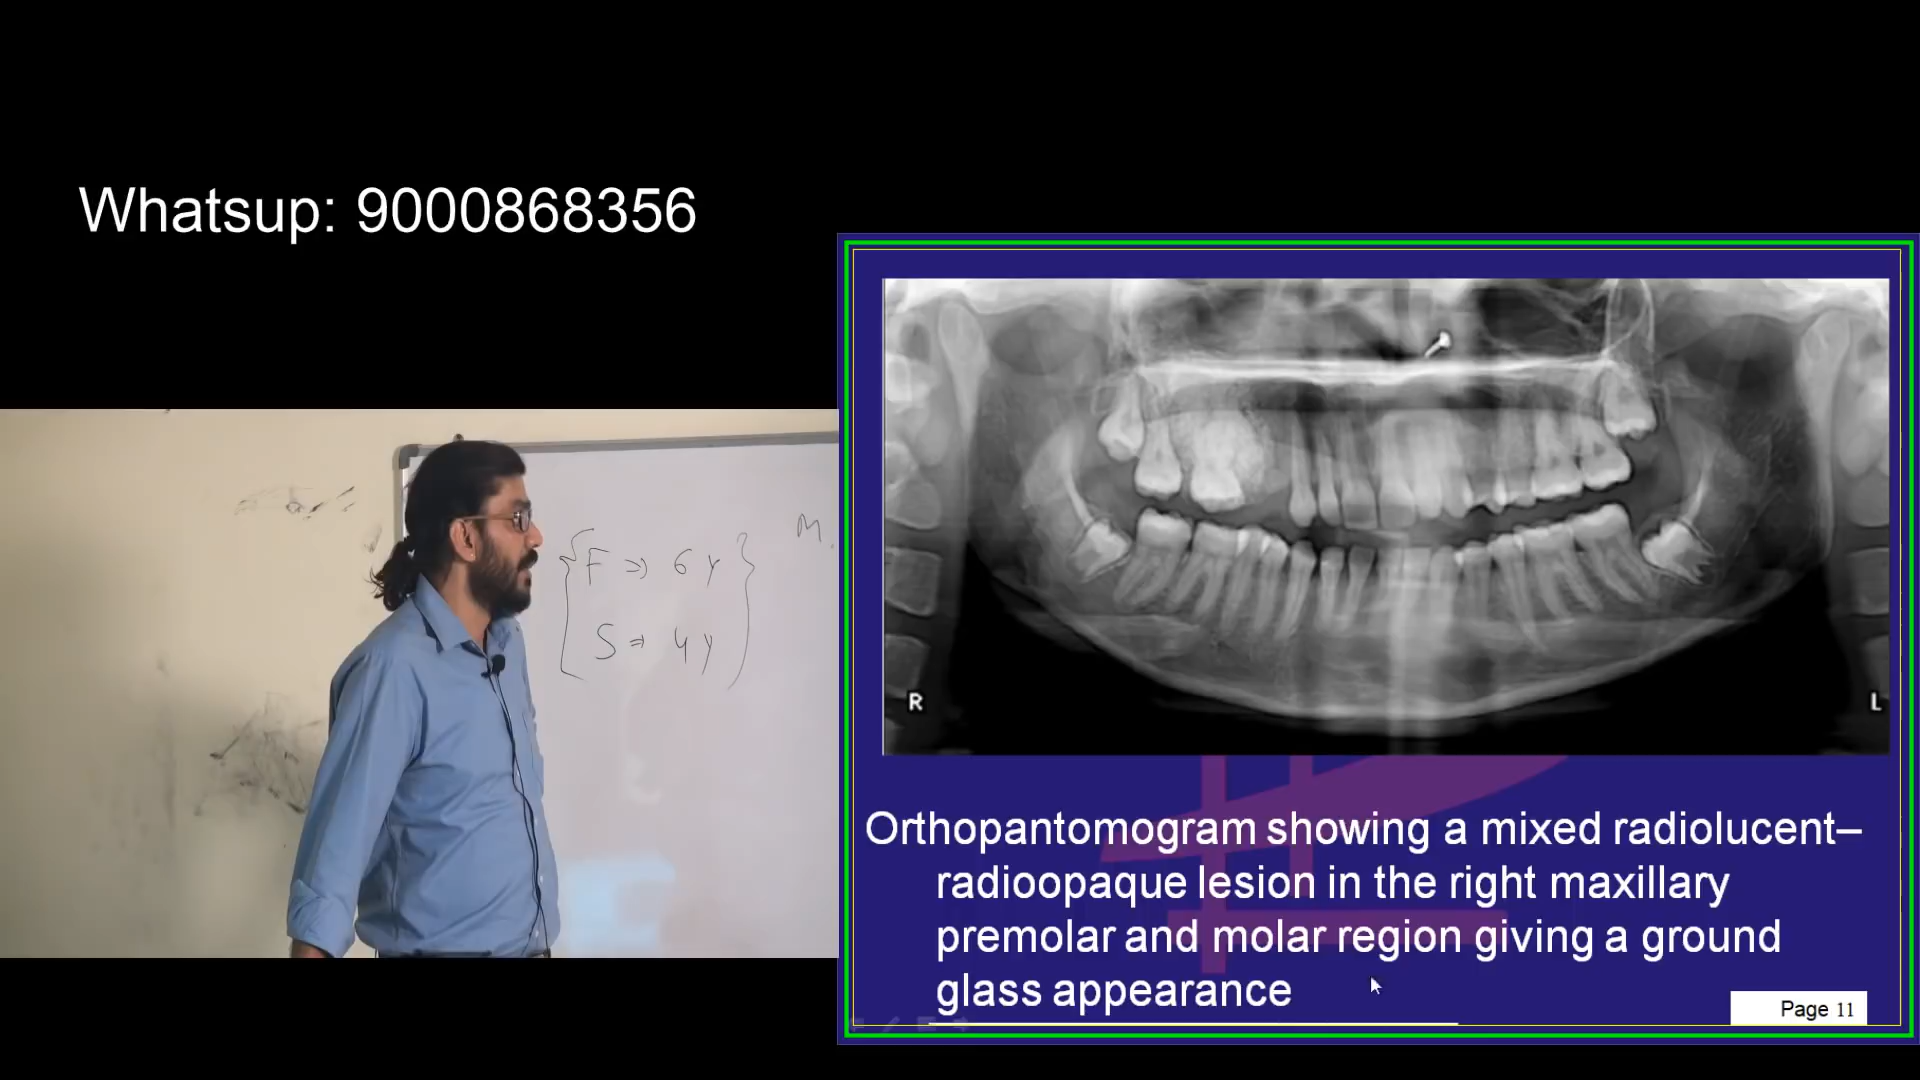 Whatsup: 9000868356
{F ⇒ 6 Y}
S ⇒ 4 y
M.
R
L
Orthopantomogram showing a mixed radiolucent–
radioopaque lesion in the right maxillary
premolar and molar region giving a ground
glass appearance
Page 11